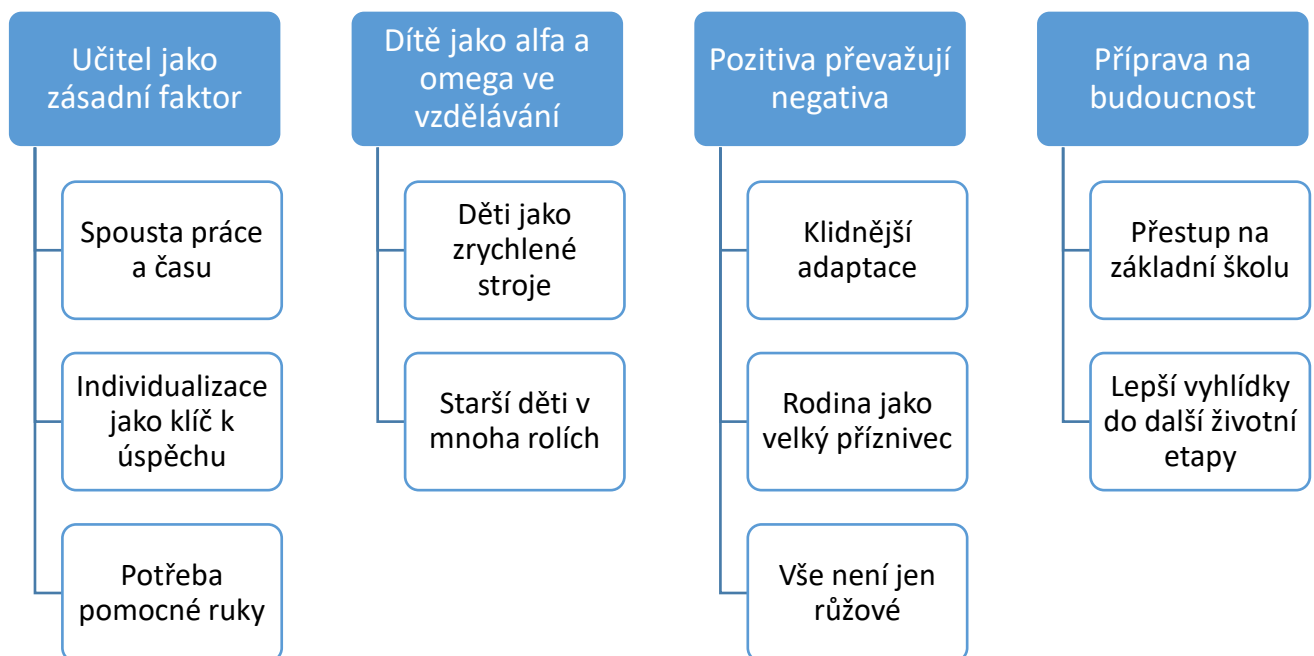 Učitel jako
zásadní faktor
Spousta práce
a času
Individualizace
jako klíč k
úspěchu
Potřeba
pomocné ruky
Dítě jako alfa a
omega ve
vzdělávání
Děti jako
zrychlené
stroje
Starší děti v
mnoha rolích
Pozitiva převažují
negativa
Klidnější
adaptace
Rodina jako
velký příznivec
Vše není jen
růžové
Příprava na
budoucnost
Přestup na
základní školu
Lepší vyhlídky
do další životní
etapy